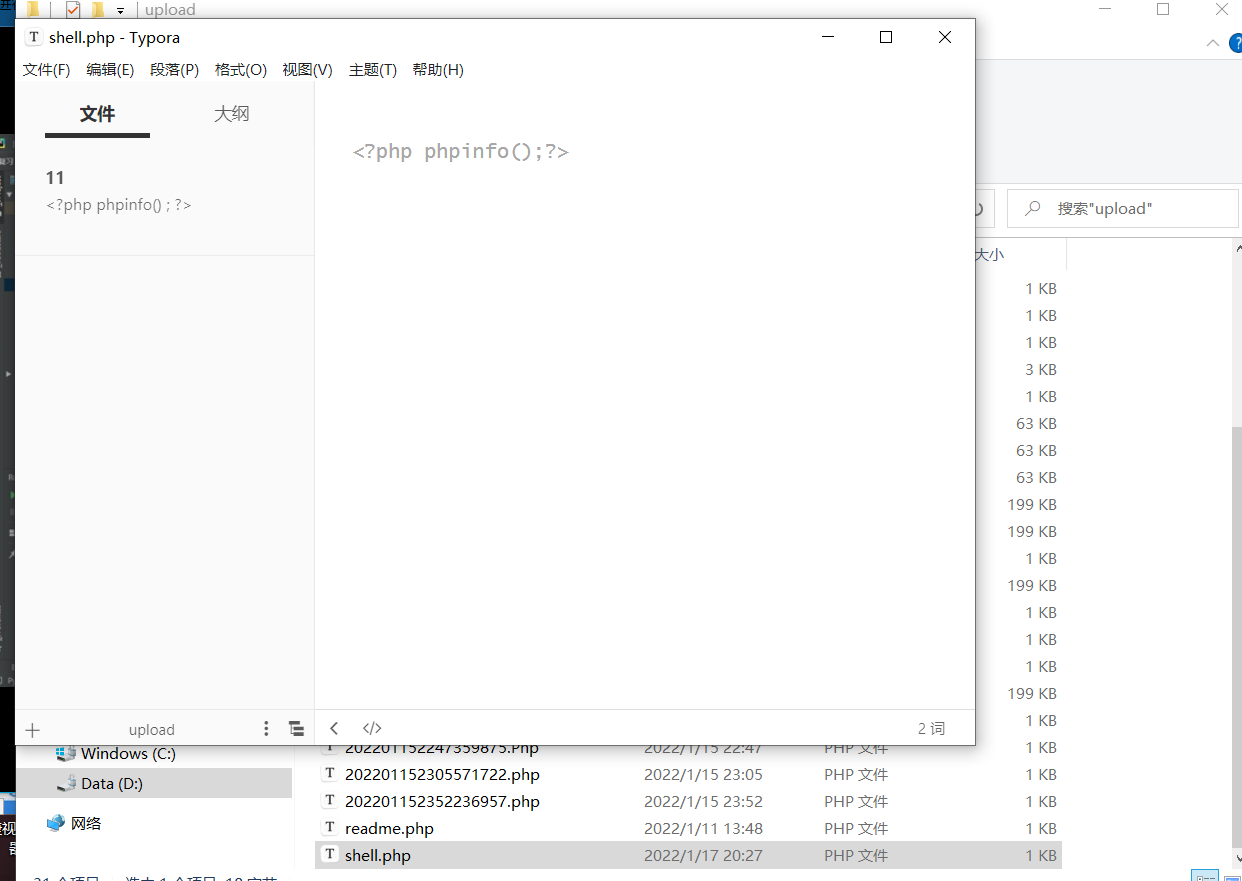 upload
shell.php - Typora
文件(F) 编辑(E) 段落(P) 格式(O) 视图(V) 主题(T) 帮助(H)
文件 大纲
<?php phpinfo();?>
11
<?php phpinfo() ; ?>
搜索"upload"
大小
1 KB
1 KB
1 KB
3 KB
1 KB
63 KB
63 KB
63 KB
199 KB
199 KB
1 KB
199 KB
1 KB
1 KB
1 KB
199 KB
1 KB
upload </> 2 词
Windows (C:) 202201152247359875.Php 2022/1/15 22:47 PHP 文件 1 KB
Data (D:) 202201152305571722.php 2022/1/15 23:05 PHP 文件 1 KB
202201152352236957.php 2022/1/15 23:52 PHP 文件 1 KB
网络 readme.php 2022/1/11 13:48 PHP 文件 1 KB
shell.php 2022/1/17 20:27 PHP 文件 1 KB